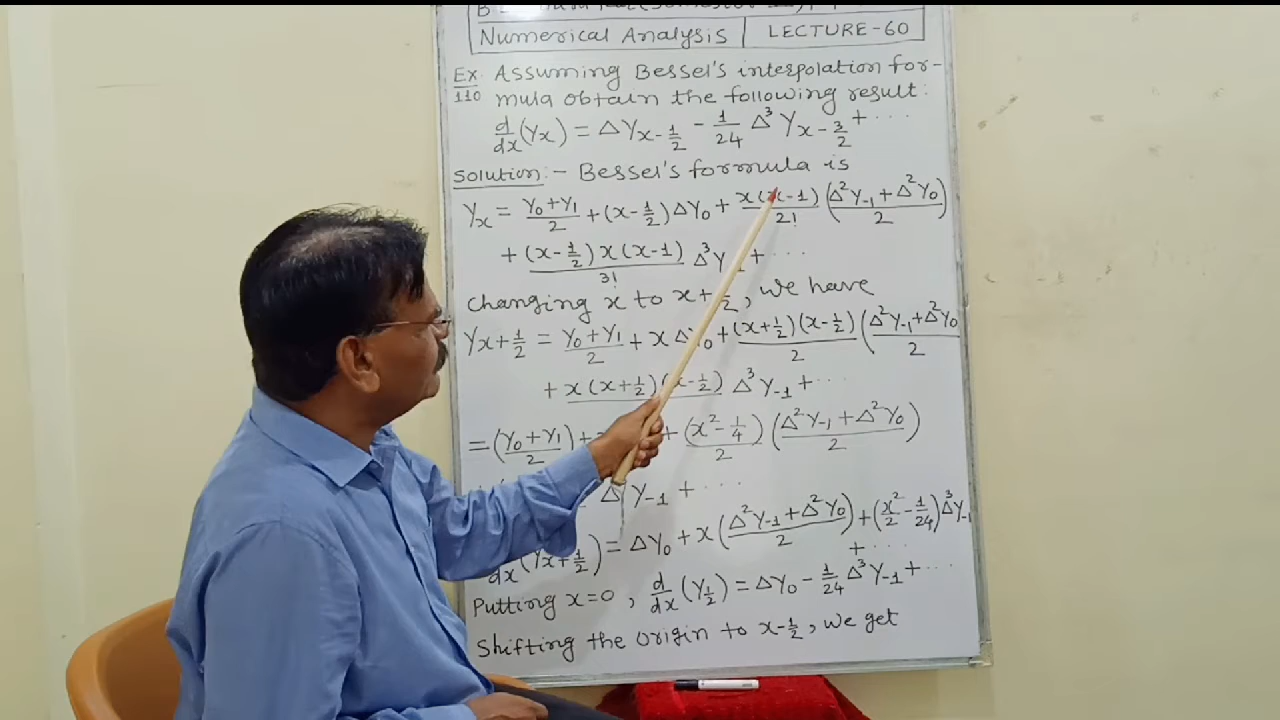 Numerical Analysis | LECTURE-60
Ex. 110 Assuming Bessel's interpolation for-
mula obtain the following result:
d/dx(Yx) = ΔY_{x-1/2} - 1/24 Δ³Y_{x-3/2} + ....
Solution:- Bessel's formula is
Yx = (Y0+Y1)/2 + (x-1/2)ΔY0 + x(x-1)/2! ((Δ²Y-1 + Δ²Y0)/2)
+ (x-1/2)x(x-1)/3! Δ³Y + ....
Changing x to x+ /2, we have
Yx+1/2 = (Y0+Y1)/2 + xΔY0 + (x+1/2)(x-1/2)/2 ((Δ²Y-1+Δ²Y0)/2)
+ x(x+1/2)(x-1/2) Δ³Y-1 + ....
= ((Y0+Y1)/2) + + (x²-1/4)/2 ((Δ²Y-1+Δ²Y0)/2)
Δ Y-1 + ....
d/dx(Yx+1/2) = ΔY0 + x((Δ²Y-1+Δ²Y0)/2) + (x²/2 - 1/24)Δ³Y-1
+ ....
Putting x=0, d/dx(Y1/2) = ΔY0 - 1/24 Δ³Y-1 + ....
Shifting the origin to x-1/2, we get